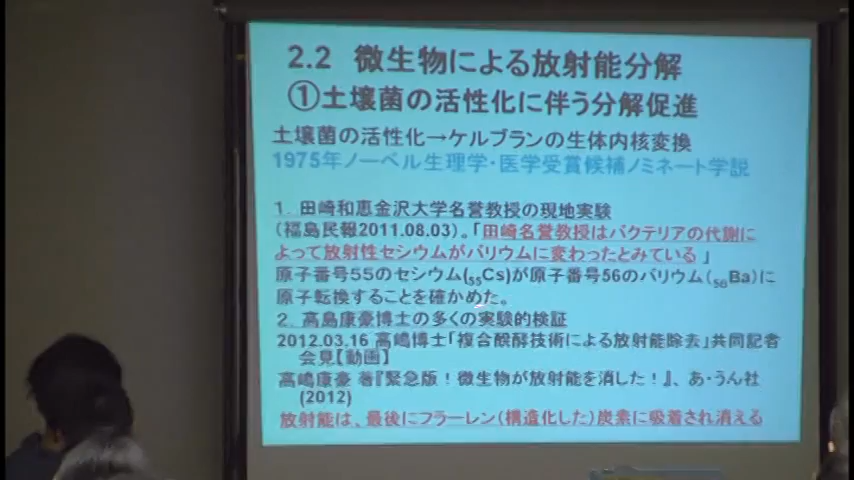 2.2 微生物による放射能分解
①土壌菌の活性化に伴う分解促進
土壌菌の活性化→ケルブランの生体内核変換
1975年ノーベル生理学・医学受賞候補ノミネート学説
1. 田崎和恵金沢大学名誉教授の現地実験
(福島民報2011.08.03)。「田崎名誉教授はバクテリアの代謝に
よって放射性セシウムがバリウムに変わったとみている」
原子番号55のセシウム(55Cs)が原子番号56のバリウム(56Ba)に
原子転換することを確かめた。
2. 高島康豪博士の多くの実験的検証
2012.03.16 高嶋博士「複合醗酵技術による放射能除去」共同記者
会見【動画】
高嶋康豪 著『緊急版!微生物が放射能を消した!』、あ・うん社
(2012)
放射能は、最後にフラーレン(構造化した)炭素に吸着され消える